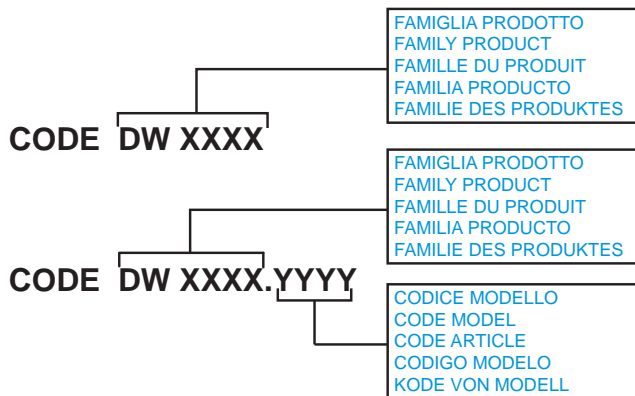 FAMIGLIA PRODOTTO
FAMILY PRODUCT
FAMILLE DU PRODUIT
FAMILIA PRODUCTO
FAMILIE DES PRODUKTES
CODE DW XXXX
FAMIGLIA PRODOTTO
FAMILY PRODUCT
FAMILLE DU PRODUIT
FAMILIA PRODUCTO
FAMILIE DES PRODUKTES
CODE DW XXXX.YYYY
CODICE MODELLO
CODE MODEL
CODE ARTICLE
CODIGO MODELO
KODE VON MODELL